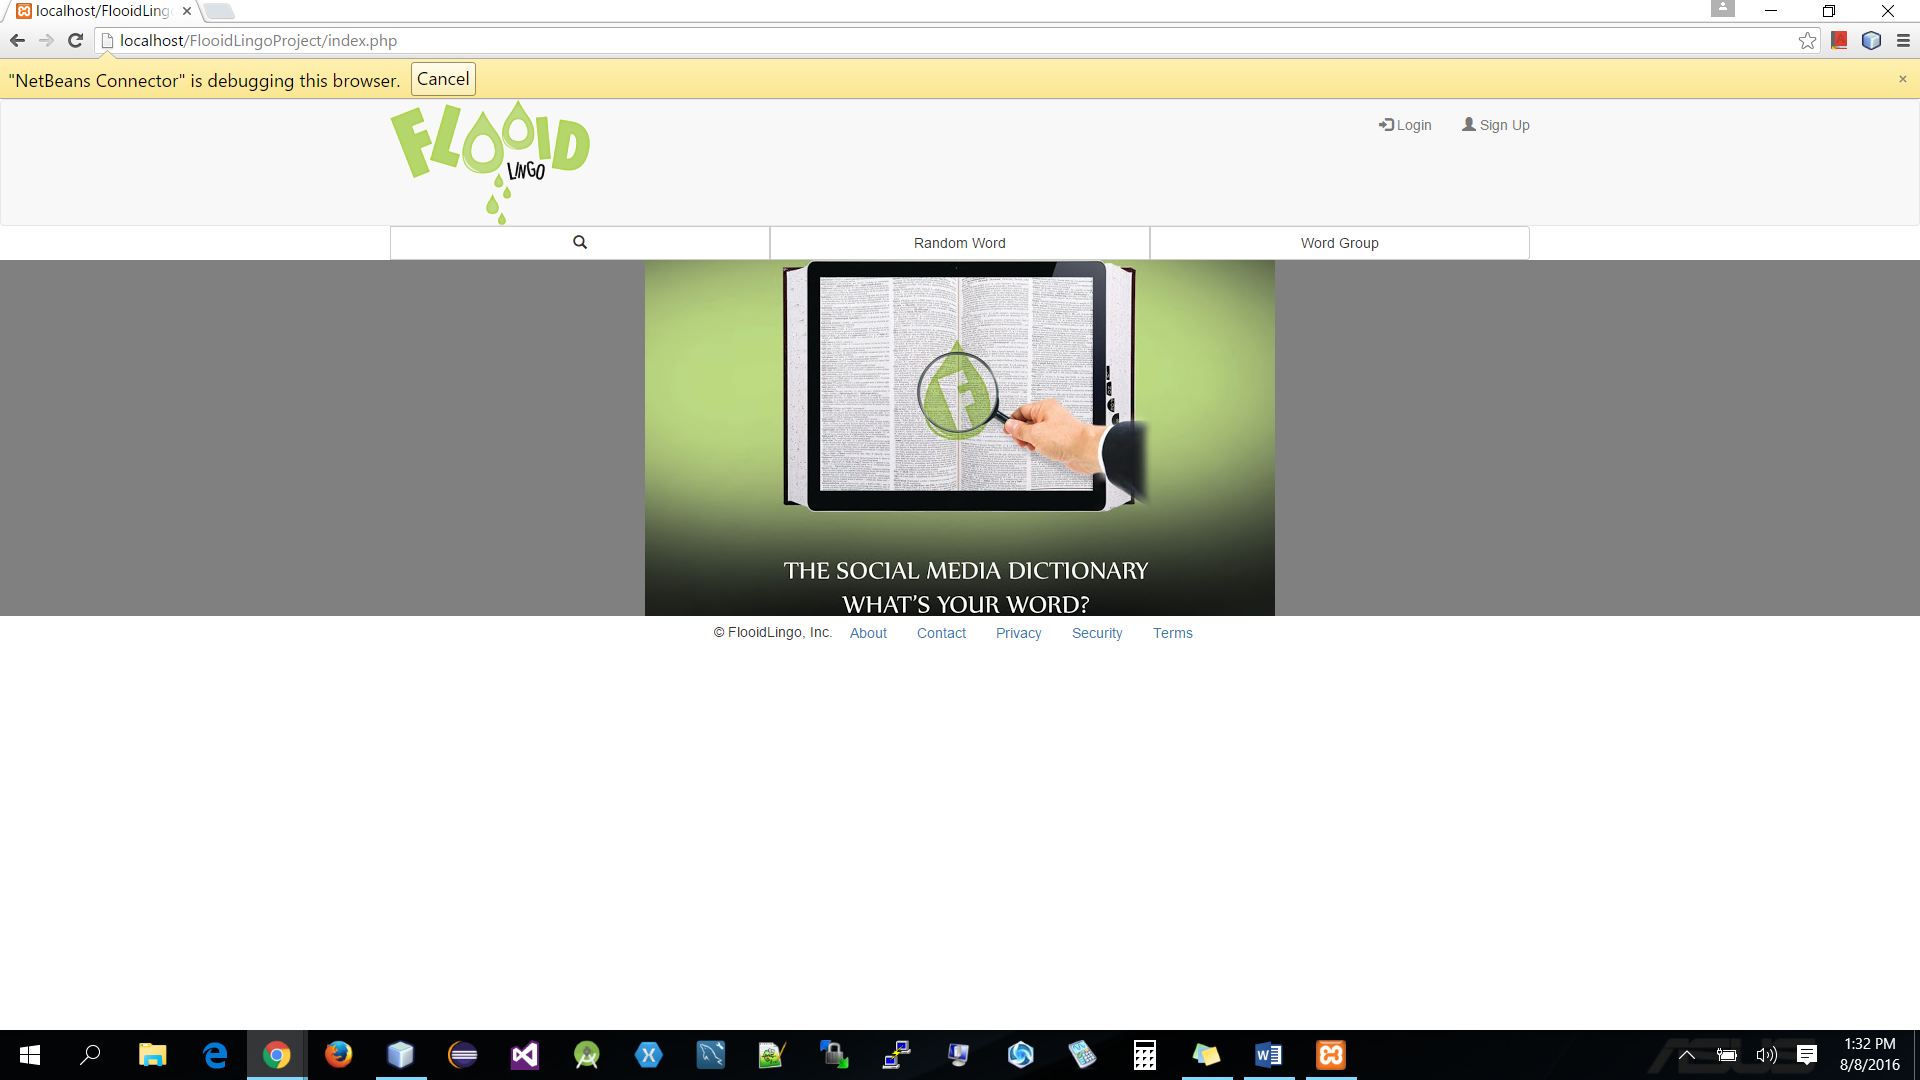 localhost/FlooidLing
localhost/FlooidLingoProject/index.php
"NetBeans Connector" is debugging this browser. Cancel
FLOOID
LINGO
Login Sign Up
Random Word Word Group
F
THE SOCIAL MEDIA DICTIONARY
WHAT'S YOUR WORD?
© FlooidLingo, Inc. About Contact Privacy Security Terms
1:32 PM
8/8/2016
ASUS